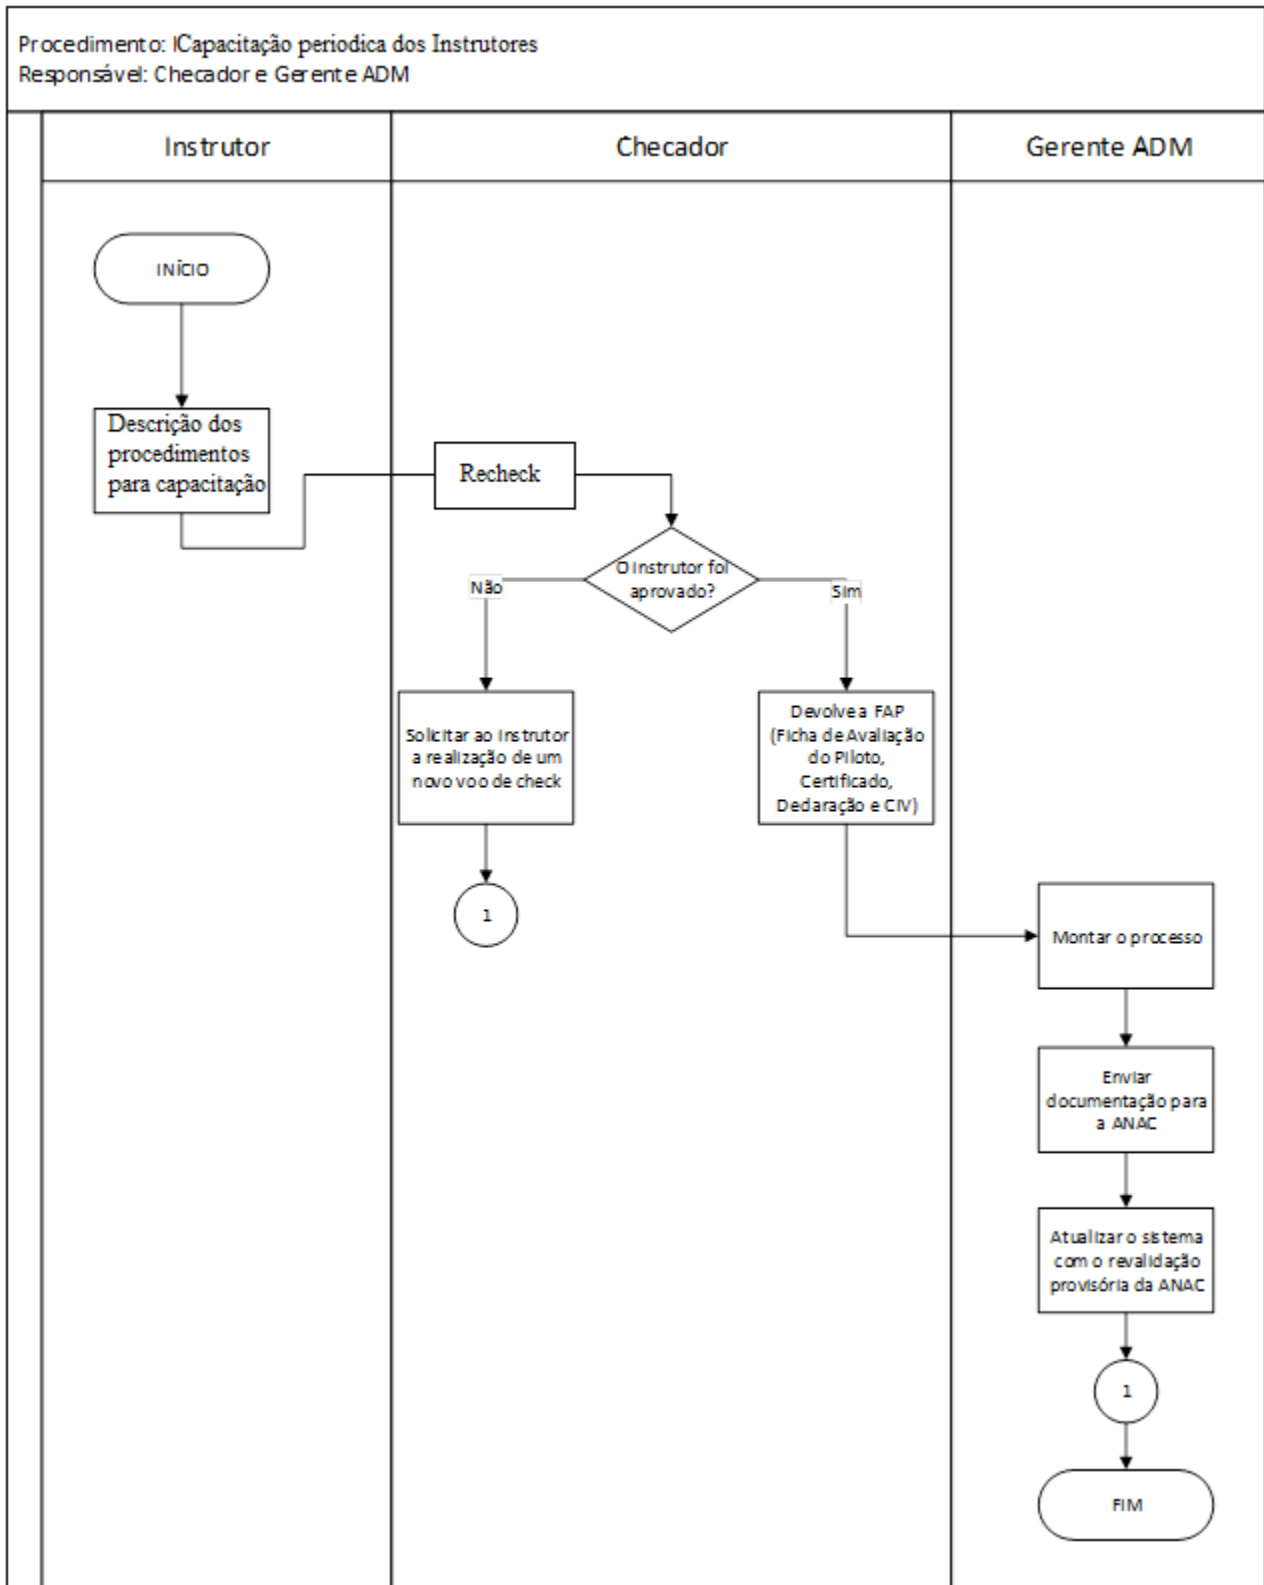 Procedimento: ICapacitação periodica dos Instrutores
Responsável: Checador e Gerente ADM
Instrutor
Checador
Gerente ADM
INÍCIO
Descrição dos
procedimentos
para capacitação
Recheck
O instrutor foi
aprovado?
Não
Sim
Solicitar ao instrutor
a realização de um
novo voo de check
Devolve a FAP
(Ficha de Avaliação
do Piloto,
Certificado,
Declaração e CIV)
1
Montar o processo
Enviar
documentação para
a ANAC
Atualizar o sistema
com o revalidação
provisória da ANAC
1
FIM